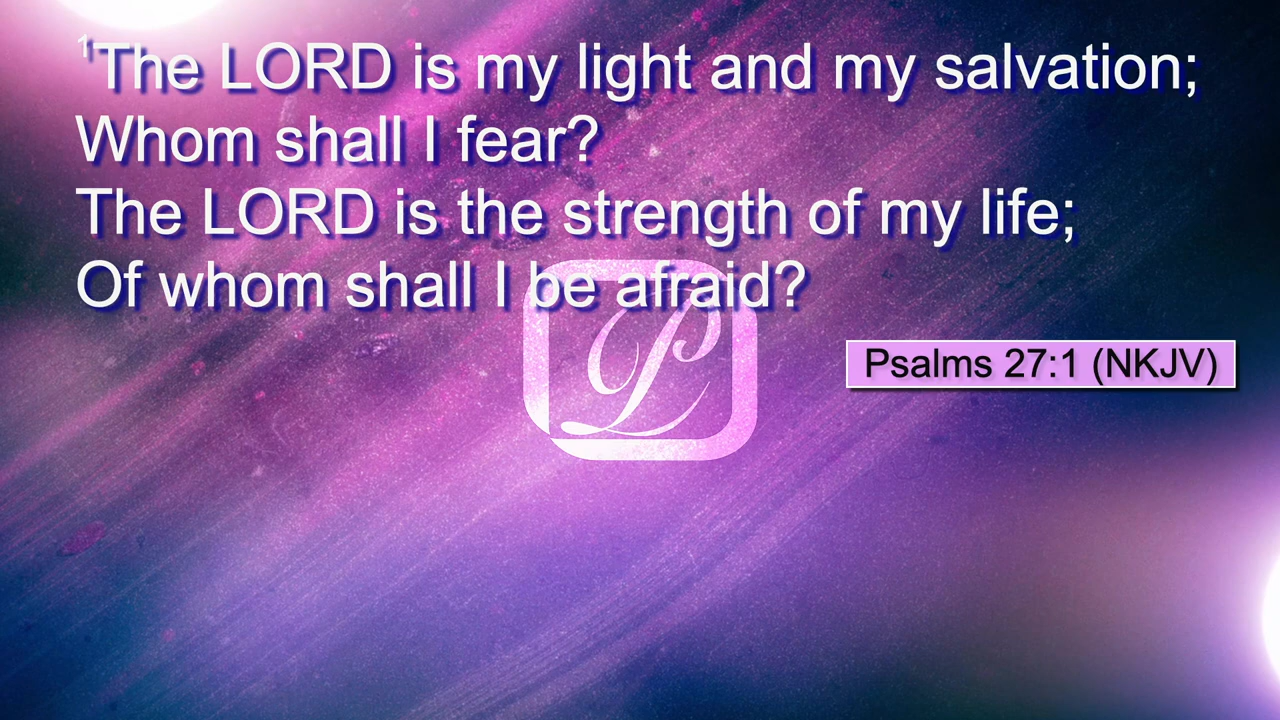 ¹The LORD is my light and my salvation;
Whom shall I fear?
The LORD is the strength of my life;
Of whom shall I be afraid?
Psalms 27:1 (NKJV)
P